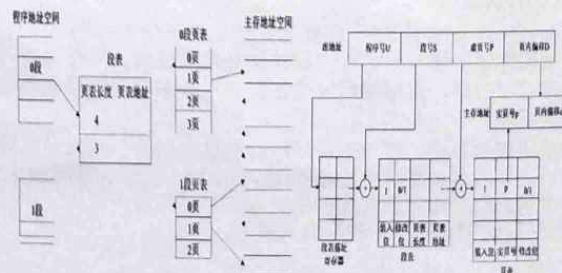 程序地址空间
0段
1段
段表
页表长度 页表地址
4
3
0段页表
0页
1页
2页
3页
1段页表
0页
1页
2页
主存地址空间
程序号U 段号S 虚页号P 页内偏移D
主存地址 实页号p 页内偏移d
1 0/1
装入位 修改位 页表长度 页表地址
段表
段表基址寄存器
1 p 0/1
装入位 实页号 修改位